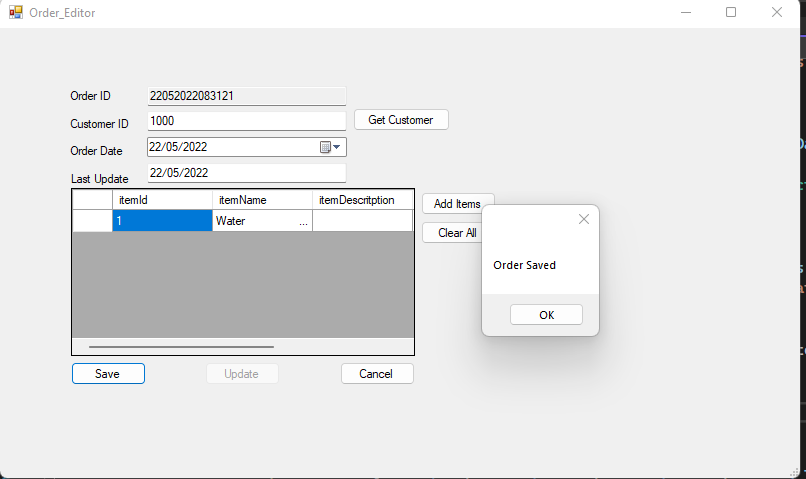 Order_Editor
Order ID 22052022083121
Customer ID 1000 Get Customer
Order Date 22/05/2022
Last Update 22/05/2022
itemId itemName itemDescritption Add Items
1 Water ... Clear All
Order Saved
OK
Save Update Cancel